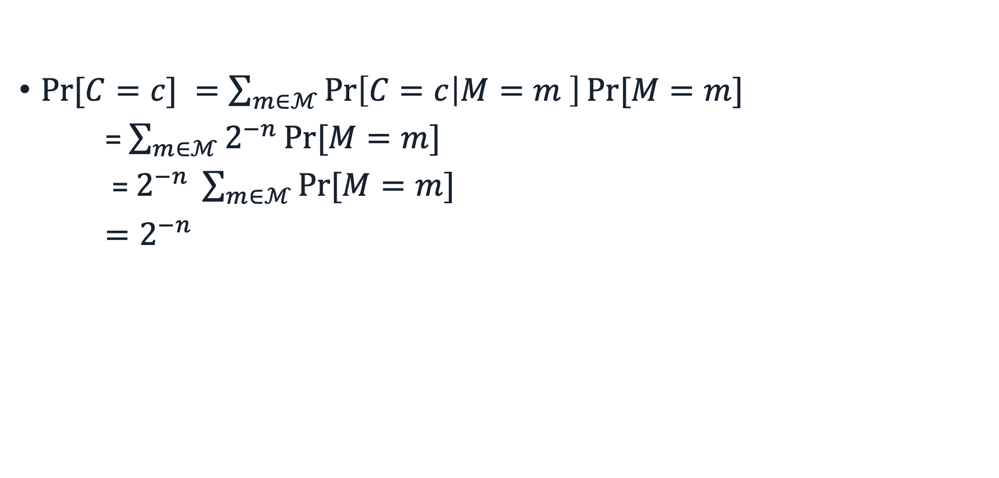 • Pr[𝐶 = 𝑐] = ∑_{𝑚∈ℳ} Pr[𝐶 = 𝑐|𝑀 = 𝑚 ] Pr[𝑀 = 𝑚]
= ∑_{𝑚∈ℳ} 2^{−𝑛} Pr[𝑀 = 𝑚]
= 2^{−𝑛} ∑_{𝑚∈ℳ} Pr[𝑀 = 𝑚]
= 2^{−𝑛}